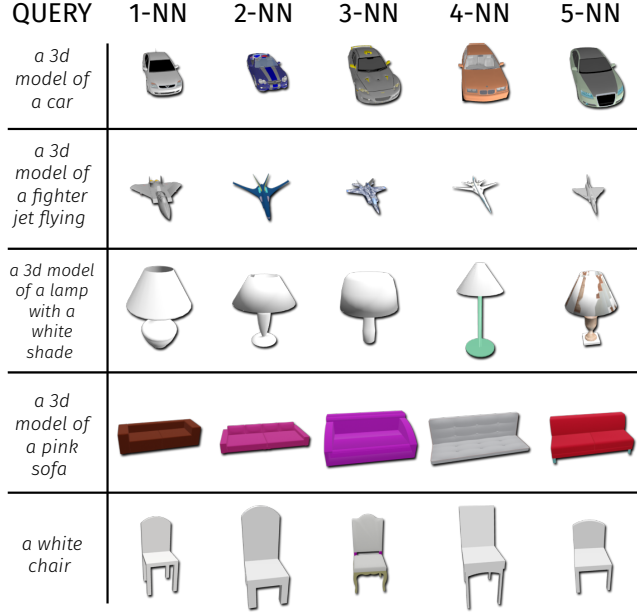 QUERY 1-NN 2-NN 3-NN 4-NN 5-NN
a 3d
model of
a car
a 3d
model of
a fighter
jet flying
a 3d model
of a lamp
with a
white
shade
a 3d
model of
a pink
sofa
a white
chair